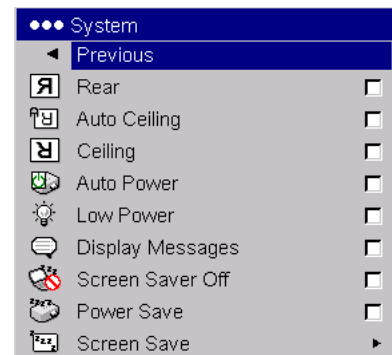 System
Previous
Rear
Auto Ceiling
Ceiling
Auto Power
Low Power
Display Messages
Screen Saver Off
Power Save
Screen Save